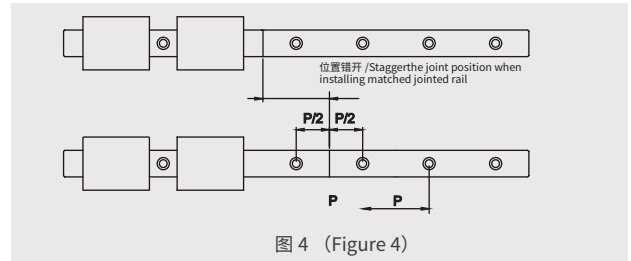 位置错开 /Staggerthe joint position when
installing matched jointed rail
P/2 P/2
P P
图 4 （Figure 4）